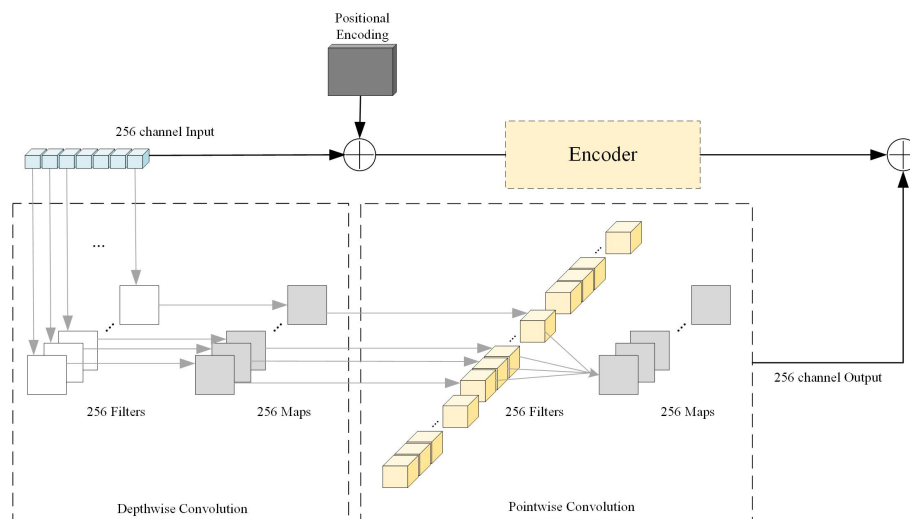 Positional
Encoding
256 channel Input
Encoder
...
...
...
...
...
...
...
256 Filters
256 Maps
256 Filters
256 Maps
256 channel Output
Depthwise Convolution
Pointwise Convolution